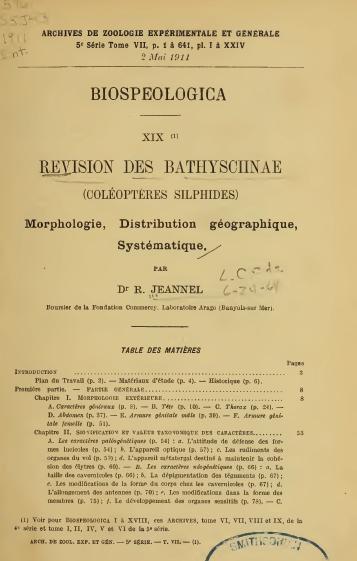 1911
ARCHIVES DE ZOOLOGIE EXPÉRIMENTALE ET GÉNÉRALE
5e Série Tome VII, p. 1 à 641, pl. I à XXIV
2 Mai 1911
BIOSPEOLOGICA
XIX (1)
REVISION DES BATHYSCIINAE
(COLÉOPTÈRES SILPHIDES)
Morphologie, Distribution géographique,
Systématique.
PAR
Dr R. JEANNEL
Boursier de la Fondation Commercy. Laboratoire Arago (Banyuls-sur Mer).
TABLE DES MATIÈRES
Pages
INTRODUCTION 2
Plan du Travail (p. 3). — Matériaux d'étude (p. 4). — Historique (p. 6).
Première partie. — PARTIE GÉNÉRALE 8
Chapitre I. MORPHOLOGIE EXTÉRIEURE 8
A. Caractères généraux (p. 8). — B. Tête (p. 10). — C. Thorax (p. 24). —
D. Abdomen (p. 37). — E. Armure génitale mâle (p. 39). — F. Armure géni-
tale femelle (p. 51).
Chapitre II. SIGNIFICATION ET VALEUR TAXONOMIQUE DES CARACTÈRES 53
A. Les caractères paléogénétiques (p. 54) : a. L'attitude de défense des for-
mes lucicoles (p. 54) ; b. L'appareil optique (p. 57) ; c. Les rudiments des
organes du vol (p. 59) ; d. L'appareil métatergal destiné à maintenir la cohé-
sion des élytres (p. 60). — B. Les caractères néogénétiques (p. 66) : a. La
taille des cavernicoles (p. 66) ; b. La dépigmentation des téguments (p. 67) ;
c. Les modifications de la forme du corps chez les cavernicoles (p. 67) ; d.
L'allongement des antennes (p. 70) ; e. Les modifications dans la forme des
membres (p. 75) ; f. Le développement des organes sensitifs (p. 78). — C.
(1) Voir pour BIOSPEOLOGICA I à XVIII, ces ARCHIVES, tome VI, VII, VIII et IX, de la
4e série et tome I, II, IV, V et VI de la 5e série.
ARCH. DE ZOOL. EXP. ET GÉN. — 5e SÉRIE. — T. VII. — (1).
SMITHSONIAN